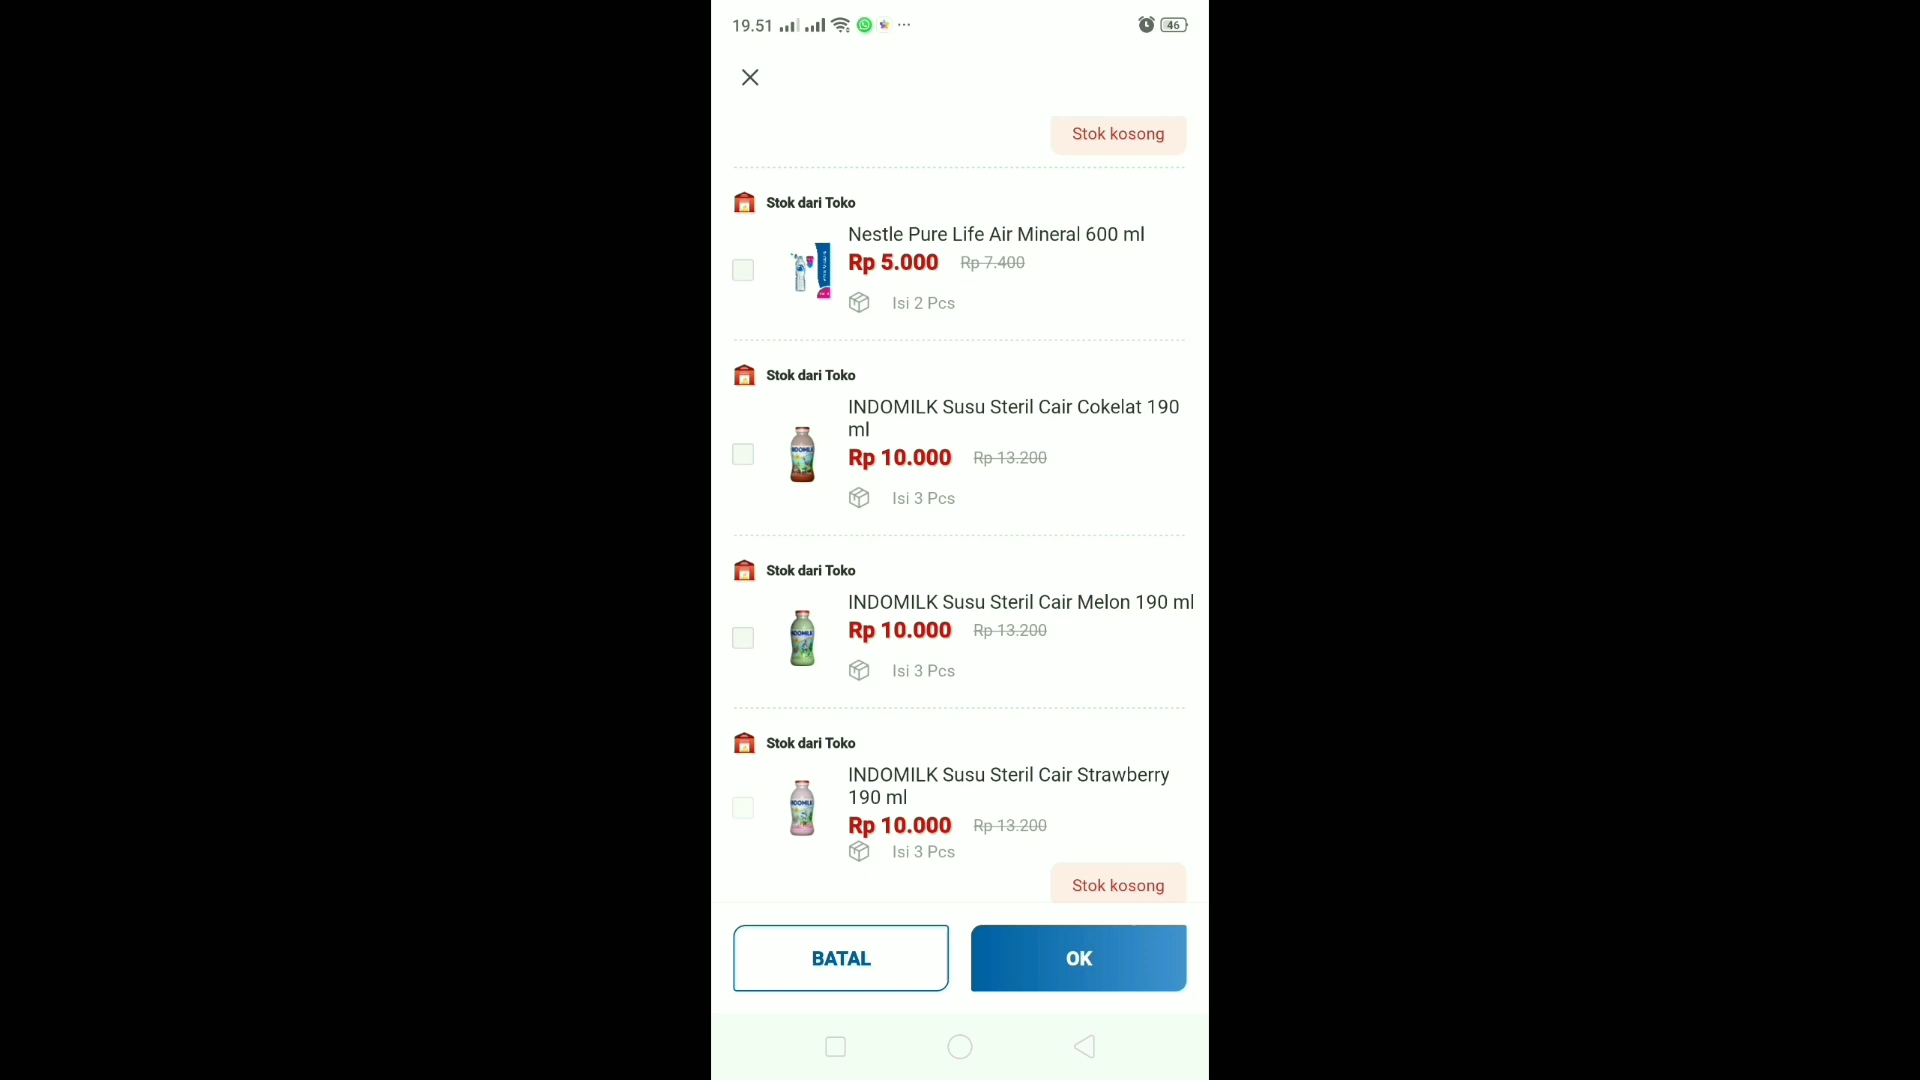 19.51
46
Stok kosong
Stok dari Toko
Nestle Pure Life Air Mineral 600 ml
Rp 5.000 Rp 7.400
Isi 2 Pcs
Stok dari Toko
INDOMILK Susu Steril Cair Cokelat 190
ml
Rp 10.000 Rp 13.200
Isi 3 Pcs
Stok dari Toko
INDOMILK Susu Steril Cair Melon 190 ml
Rp 10.000 Rp 13.200
Isi 3 Pcs
Stok dari Toko
INDOMILK Susu Steril Cair Strawberry
190 ml
Rp 10.000 Rp 13.200
Isi 3 Pcs
Stok kosong
BATAL
OK